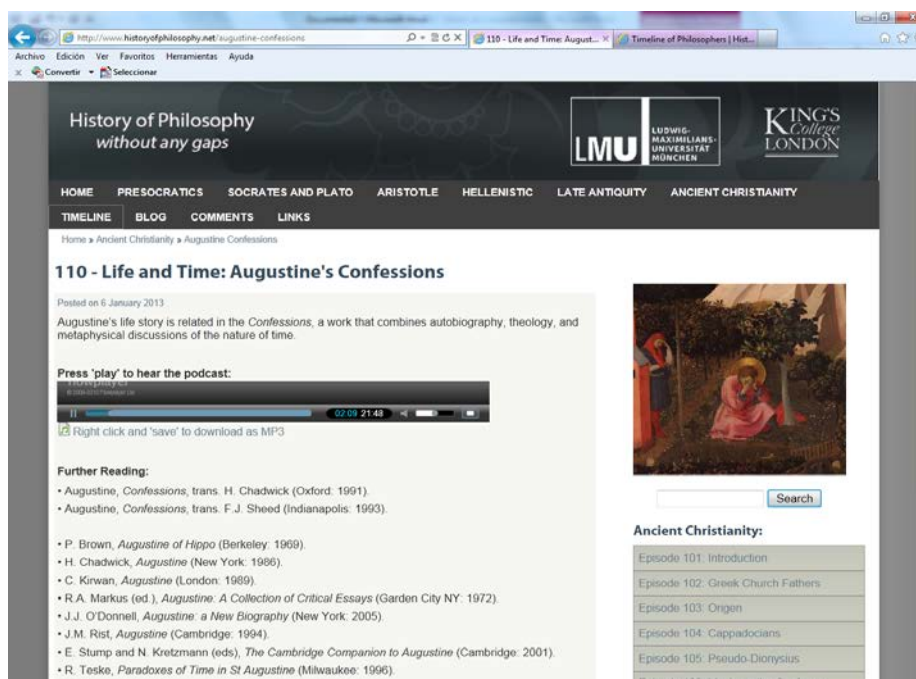 http://www.historyofphilosophy.net/augustine-confessions
110 - Life and Time: August...
Timeline of Philosophers | Hist...
Archivo Edición Ver Favoritos Herramientas Ayuda
x Convertir Seleccionar
History of Philosophy
without any gaps
LMU
LUDWIG-
MAXIMILIANS-
UNIVERSITÄT
MÜNCHEN
KING'S
College
LONDON
HOME PRESOCRATICS SOCRATES AND PLATO ARISTOTLE HELLENISTIC LATE ANTIQUITY ANCIENT CHRISTIANITY
TIMELINE BLOG COMMENTS LINKS
Home » Ancient Christianity » Augustine Confessions
110 - Life and Time: Augustine's Confessions
Posted on 6 January 2013
Augustine's life story is related in the Confessions, a work that combines autobiography, theology, and
metaphysical discussions of the nature of time.
Press 'play' to hear the podcast:
02:09 21:48
Right click and 'save' to download as MP3
Further Reading:
• Augustine, Confessions, trans. H. Chadwick (Oxford: 1991).
• Augustine, Confessions, trans. F.J. Sheed (Indianapolis: 1993).
• P. Brown, Augustine of Hippo (Berkeley: 1969).
• H. Chadwick, Augustine (New York: 1986).
• C. Kirwan, Augustine (London: 1989).
• R.A. Markus (ed.), Augustine: A Collection of Critical Essays (Garden City NY: 1972).
• J.J. O'Donnell, Augustine: a New Biography (New York: 2005).
• J.M. Rist, Augustine (Cambridge: 1994).
• E. Stump and N. Kretzmann (eds), The Cambridge Companion to Augustine (Cambridge: 2001).
• R. Teske, Paradoxes of Time in St Augustine (Milwaukee: 1996).
Search
Ancient Christianity:
Episode 101: Introduction
Episode 102: Greek Church Fathers
Episode 103: Origen
Episode 104: Cappadocians
Episode 105: Pseudo-Dionysius